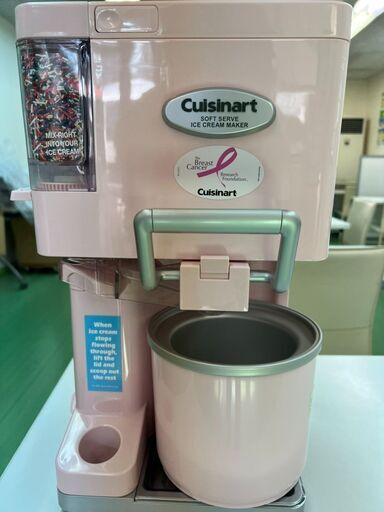 Cuisinart
SOFT SERVE
ICE CREAM MAKER
MIX RIGHT
INTO YOUR
ICE CREAM
The
Breast
Cancer
Research
Foundation
Cuisinart
When
ice cream
stops
flowing
through,
lift the
lid and
scoop out
the rest